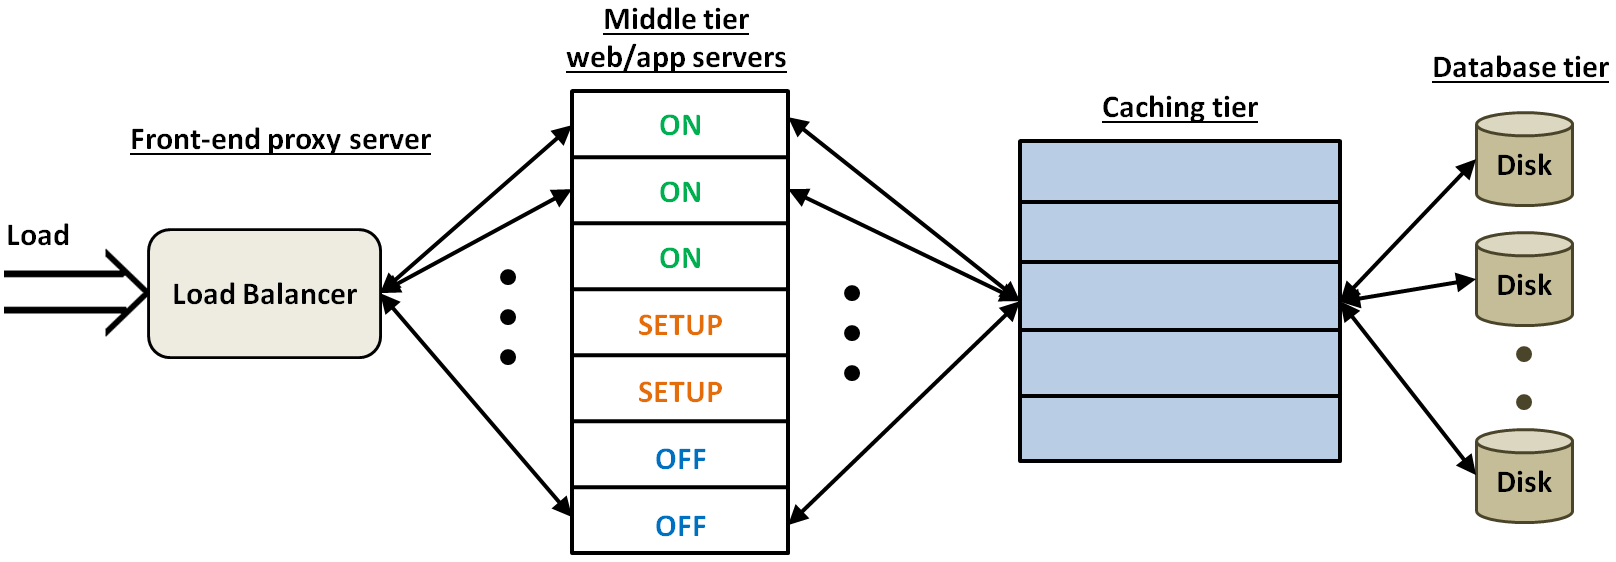 Front-end proxy server
Load
Load Balancer
Middle tier
web/app servers
ON
ON
ON
SETUP
SETUP
OFF
OFF
Caching tier
Database tier
Disk
Disk
Disk